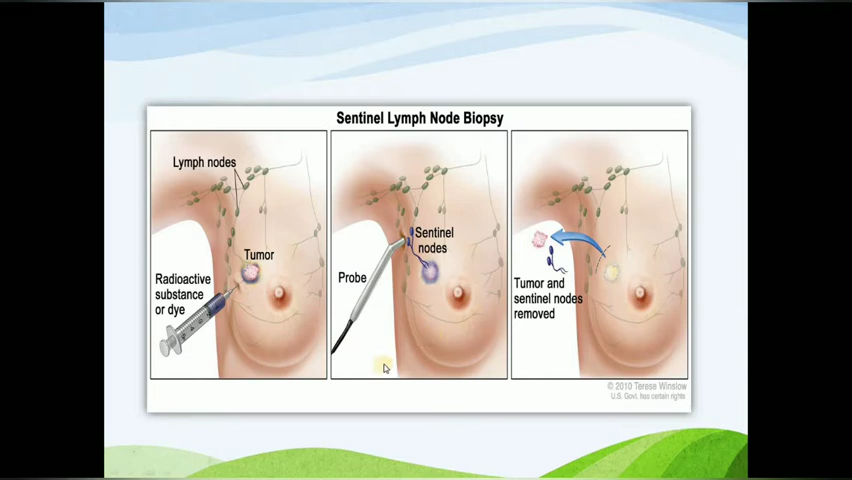 Sentinel Lymph Node Biopsy
Lymph nodes
Tumor
Radioactive
substance
or dye
Sentinel
nodes
Probe
Tumor and
sentinel nodes
removed
© 2010 Terese Winslow
U.S. Govt. has certain rights